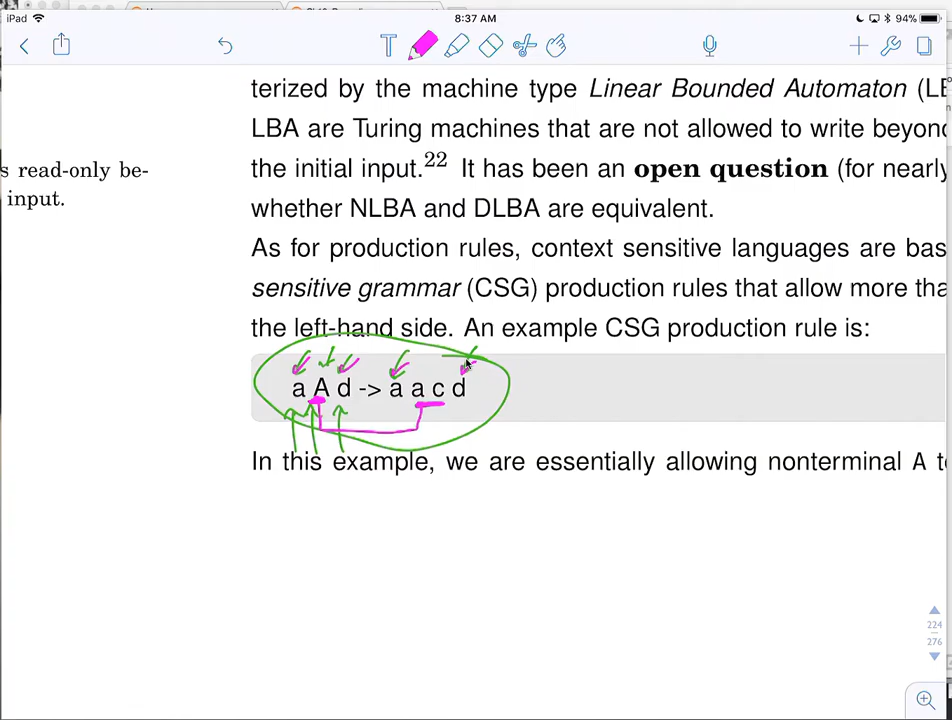 iPad 8:37 AM 94%
T
s read-only be-
input.
terized by the machine type Linear Bounded Automaton (LB
LBA are Turing machines that are not allowed to write beyon
the initial input.22 It has been an open question (for nearly
whether NLBA and DLBA are equivalent.
As for production rules, context sensitive languages are bas
sensitive grammar (CSG) production rules that allow more tha
the left-hand side. An example CSG production rule is:
a A d -> a a c d
In this example, we are essentially allowing nonterminal A to
224
276